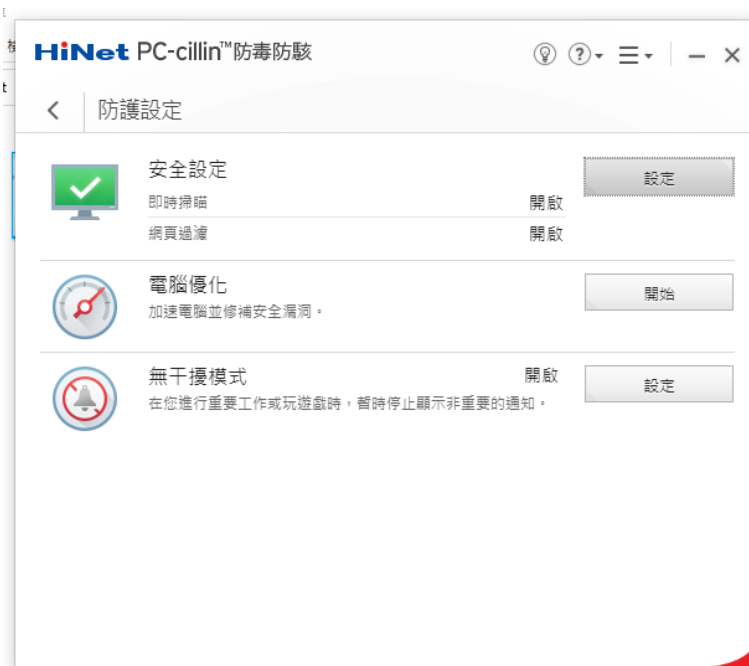 HiNet PC-cillin™防毒防駭
防護設定
安全設定
設定
即時掃瞄 開啟
網頁過濾 開啟
電腦優化
開始
加速電腦並修補安全漏洞。
無干擾模式 開啟
設定
在您進行重要工作或玩遊戲時，暫時停止顯示非重要的通知。